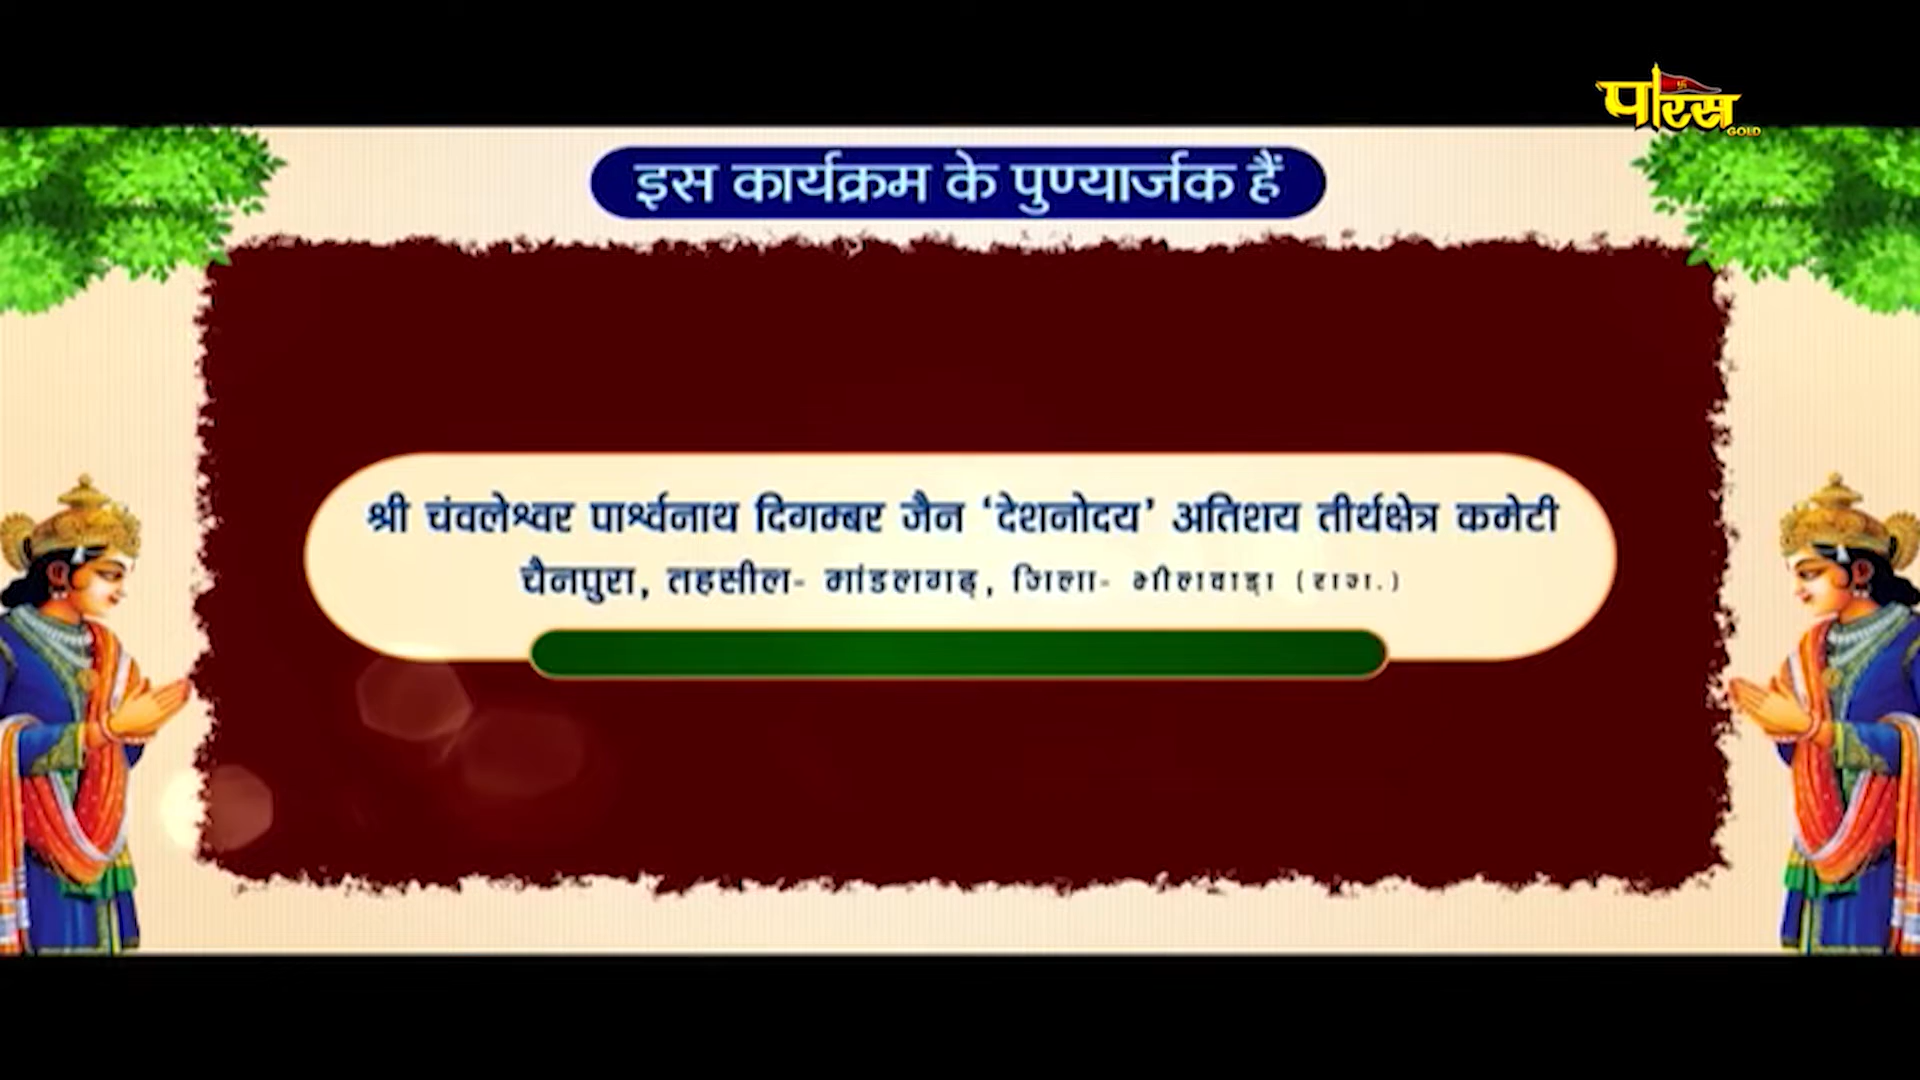 पारस
GOLD
इस कार्यक्रम के पुण्यार्जक हैं
श्री चंवलेश्वर पार्श्वनाथ दिगम्बर जैन ‘देशनोदय’ अतिशय तीर्थक्षेत्र कमेटी
चैनपुरा, तहसील- मांडलगढ़, जिला- भीलवाड़ा (राज.)